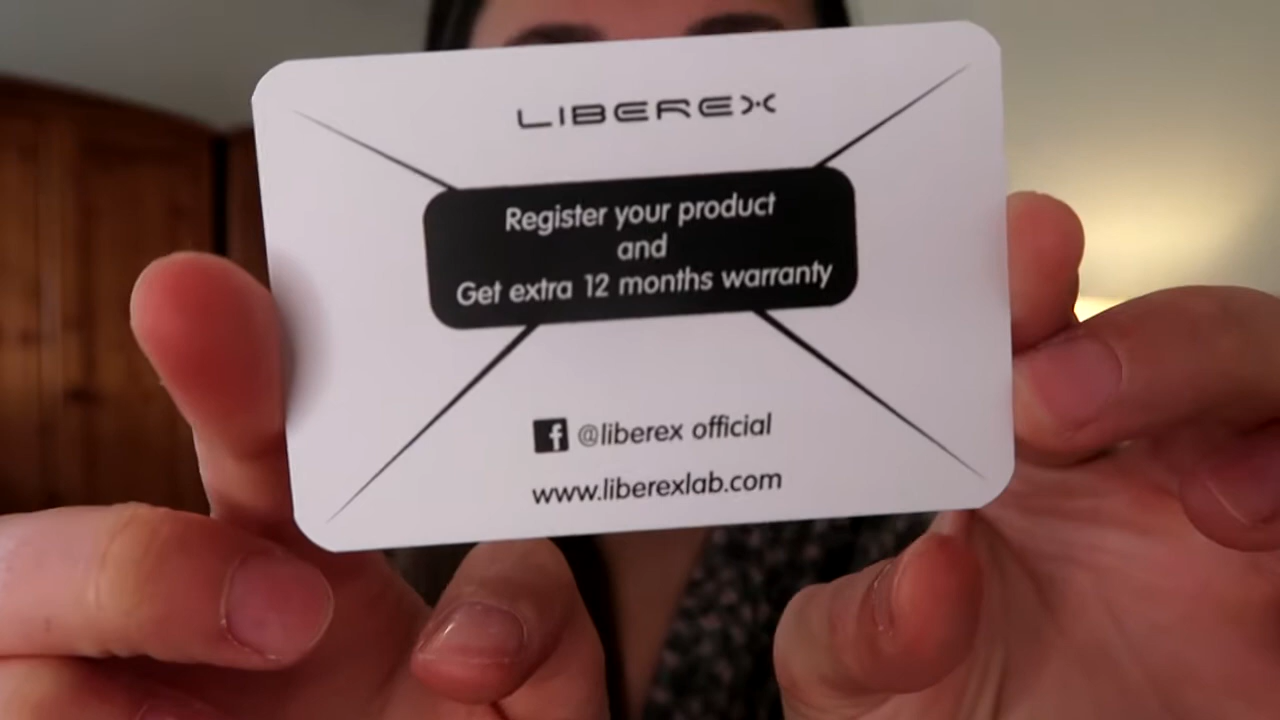 LIBEREX
Register your product
and
Get extra 12 months warranty
f @liberex official
www.liberexlab.com